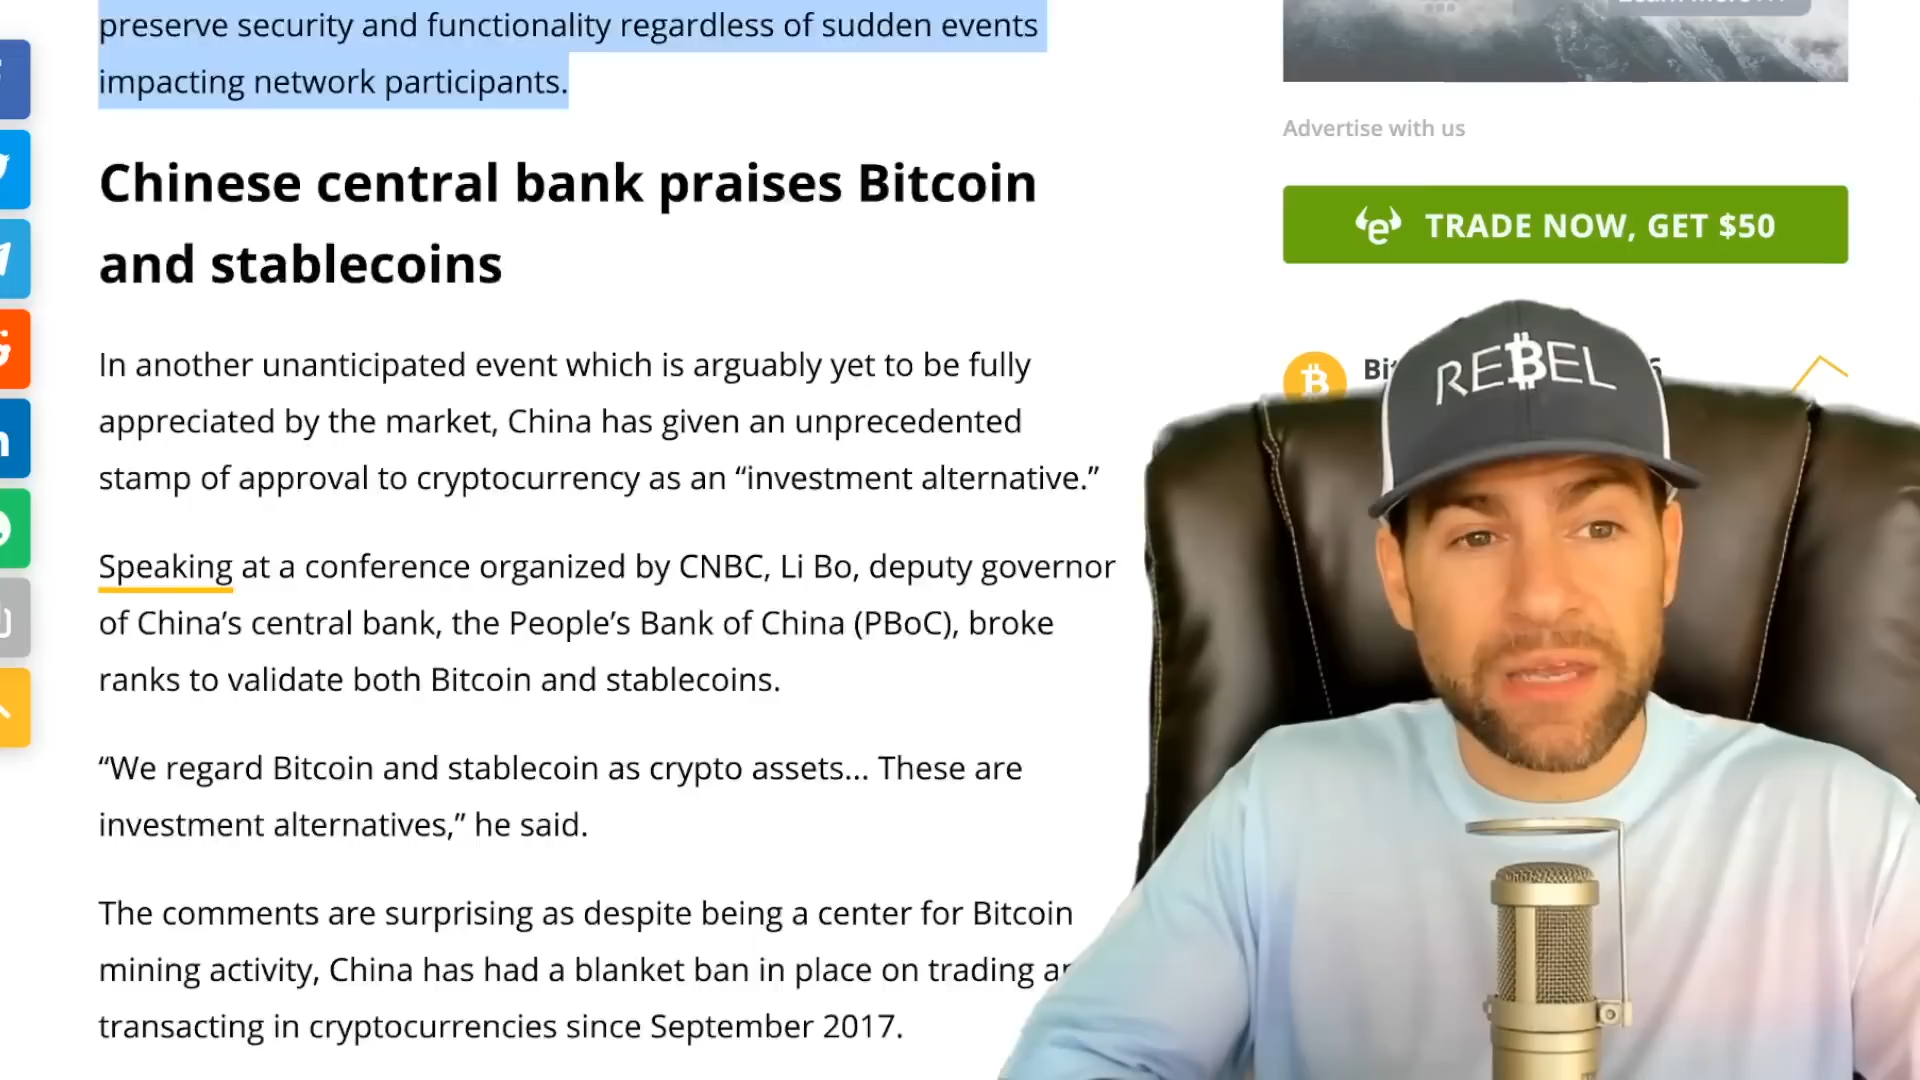 preserve security and functionality regardless of sudden events
impacting network participants.
Chinese central bank praises Bitcoin
and stablecoins
In another unanticipated event which is arguably yet to be fully
appreciated by the market, China has given an unprecedented
stamp of approval to cryptocurrency as an “investment alternative.”
Speaking at a conference organized by CNBC, Li Bo, deputy governor
of China’s central bank, the People’s Bank of China (PBoC), broke
ranks to validate both Bitcoin and stablecoins.
“We regard Bitcoin and stablecoin as crypto assets... These are
investment alternatives,” he said.
The comments are surprising as despite being a center for Bitcoin
mining activity, China has had a blanket ban in place on trading
transacting in cryptocurrencies since September 2017.
Advertise with us
TRADE NOW, GET $50
REBEL